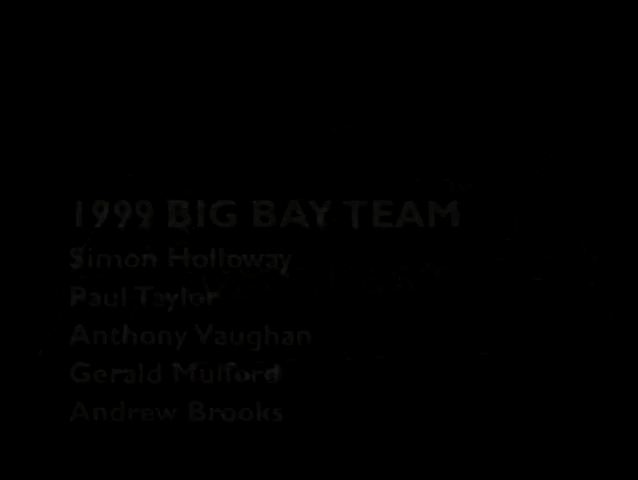 1999 BIG BAY TEAM
Simon Holloway
Paul Taylor
Anthony Vaughan
Gerald Mulford
Andrew Brooks